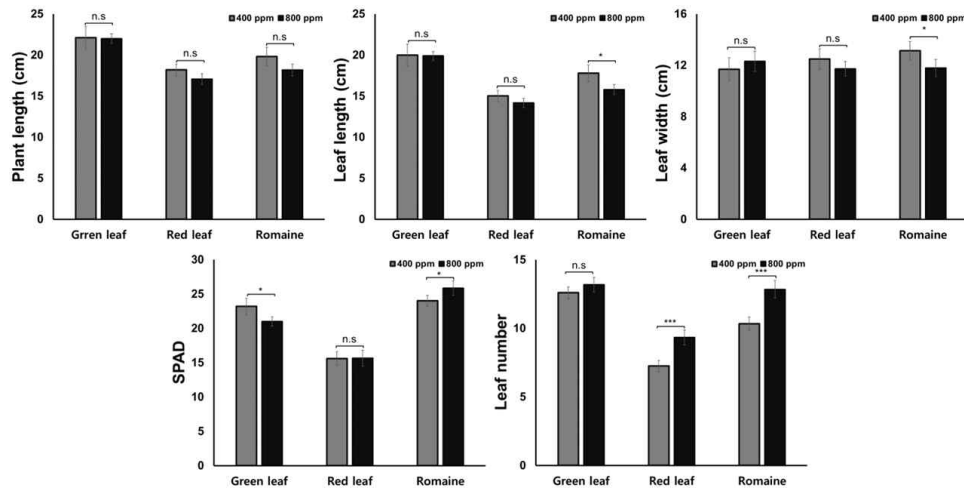 Plant length (cm)
25
20
15
10
5
0
400 ppm 800 ppm
n.s
n.s
n.s
Grren leaf Red leaf Romaine
Leaf length (cm)
25
20
15
10
5
0
400 ppm 800 ppm
n.s
n.s
*
Green leaf Red leaf Romaine
Leaf width (cm)
16
12
8
4
0
400 ppm 800 ppm
n.s
n.s
*
Green leaf Red leaf Romaine
SPAD
30
25
20
15
10
5
0
400 ppm 800 ppm
*
n.s
*
Green leaf Red leaf Romaine
Leaf number
15
10
5
0
400 ppm 800 ppm
n.s
***
***
Green leaf Red leaf Romaine